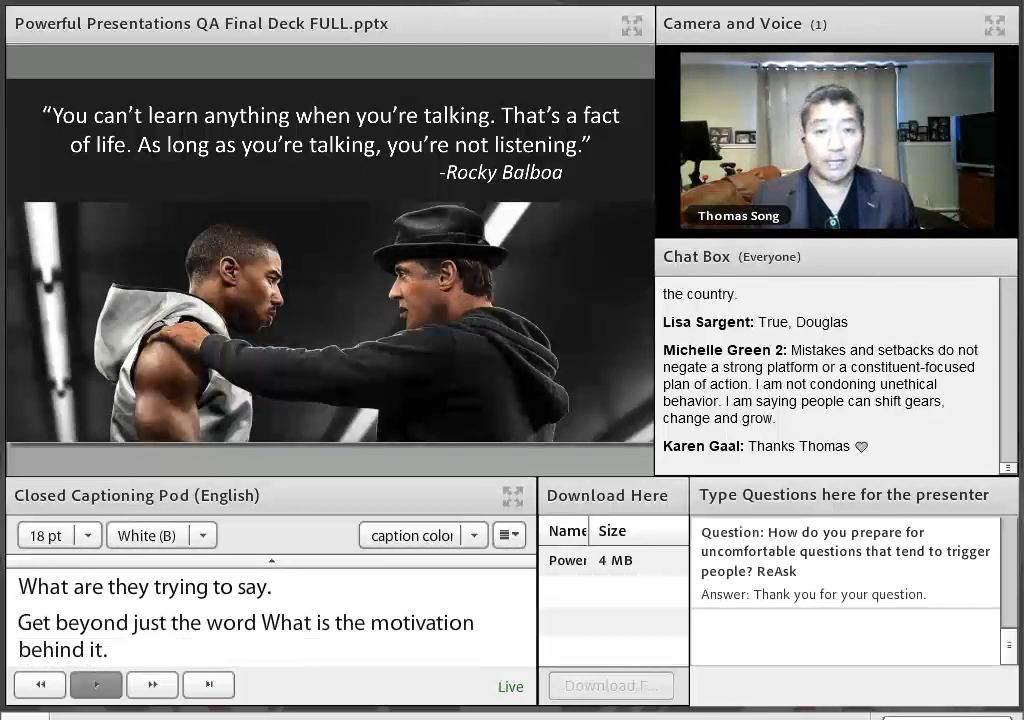 Powerful Presentations QA Final Deck FULL.pptx
“You can’t learn anything when you’re talking. That’s a fact
of life. As long as you’re talking, you’re not listening.”
-Rocky Balboa
Camera and Voice (1)
Thomas Song
Chat Box (Everyone)
the country.
Lisa Sargent: True, Douglas
Michelle Green 2: Mistakes and setbacks do not
negate a strong platform or a constituent-focused
plan of action. I am not condoning unethical
behavior. I am saying people can shift gears,
change and grow.
Karen Gaal: Thanks Thomas
Closed Captioning Pod (English)
18 pt
White (B)
caption color
What are they trying to say.
Get beyond just the word What is the motivation
behind it.
Live
Download Here
Name Size
Power 4 MB
Download F...
Type Questions here for the presenter
Question: How do you prepare for
uncomfortable questions that tend to trigger
people? ReAsk
Answer: Thank you for your question.